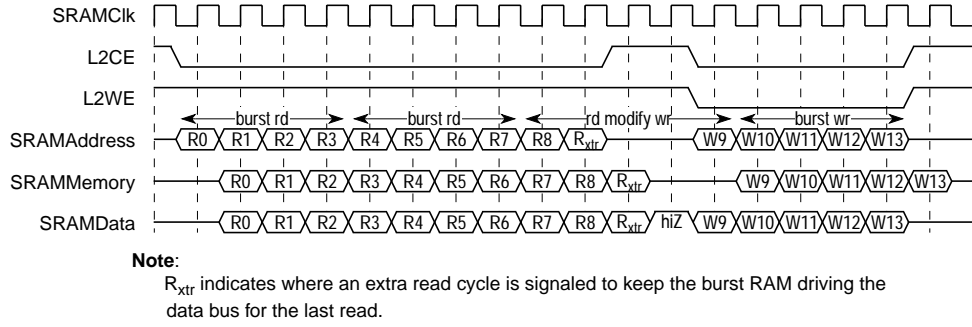 SRAMClk
L2CE
L2WE
burst rd burst rd rd modify wr burst wr
SRAMAddress R0 R1 R2 R3 R4 R5 R6 R7 R8 Rxtr W9 W10 W11 W12 W13
SRAMMemory R0 R1 R2 R3 R4 R5 R6 R7 R8 Rxtr W9 W10 W11 W12 W13
SRAMData R0 R1 R2 R3 R4 R5 R6 R7 R8 Rxtr hiZ W9 W10 W11 W12 W13
Note:
Rxtr indicates where an extra read cycle is signaled to keep the burst RAM driving the
data bus for the last read.